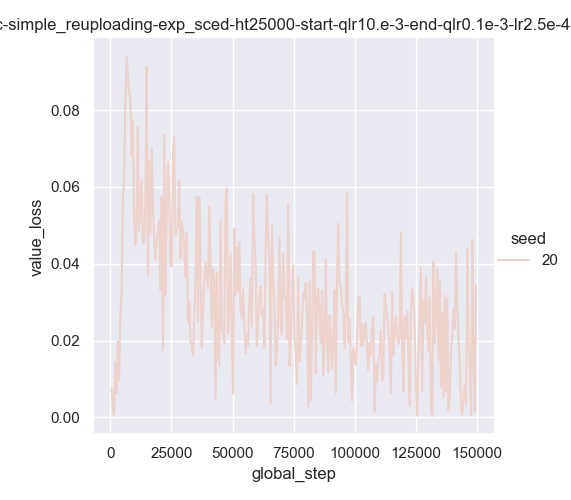 c-simple_reuploading-exp_sced-ht25000-start-qlr10.e-3-end-qlr0.1e-3-lr2.5e-4
value_loss
0.08
0.06
0.04
0.02
0.00
0 25000 50000 75000 100000 125000 150000
global_step
seed
20